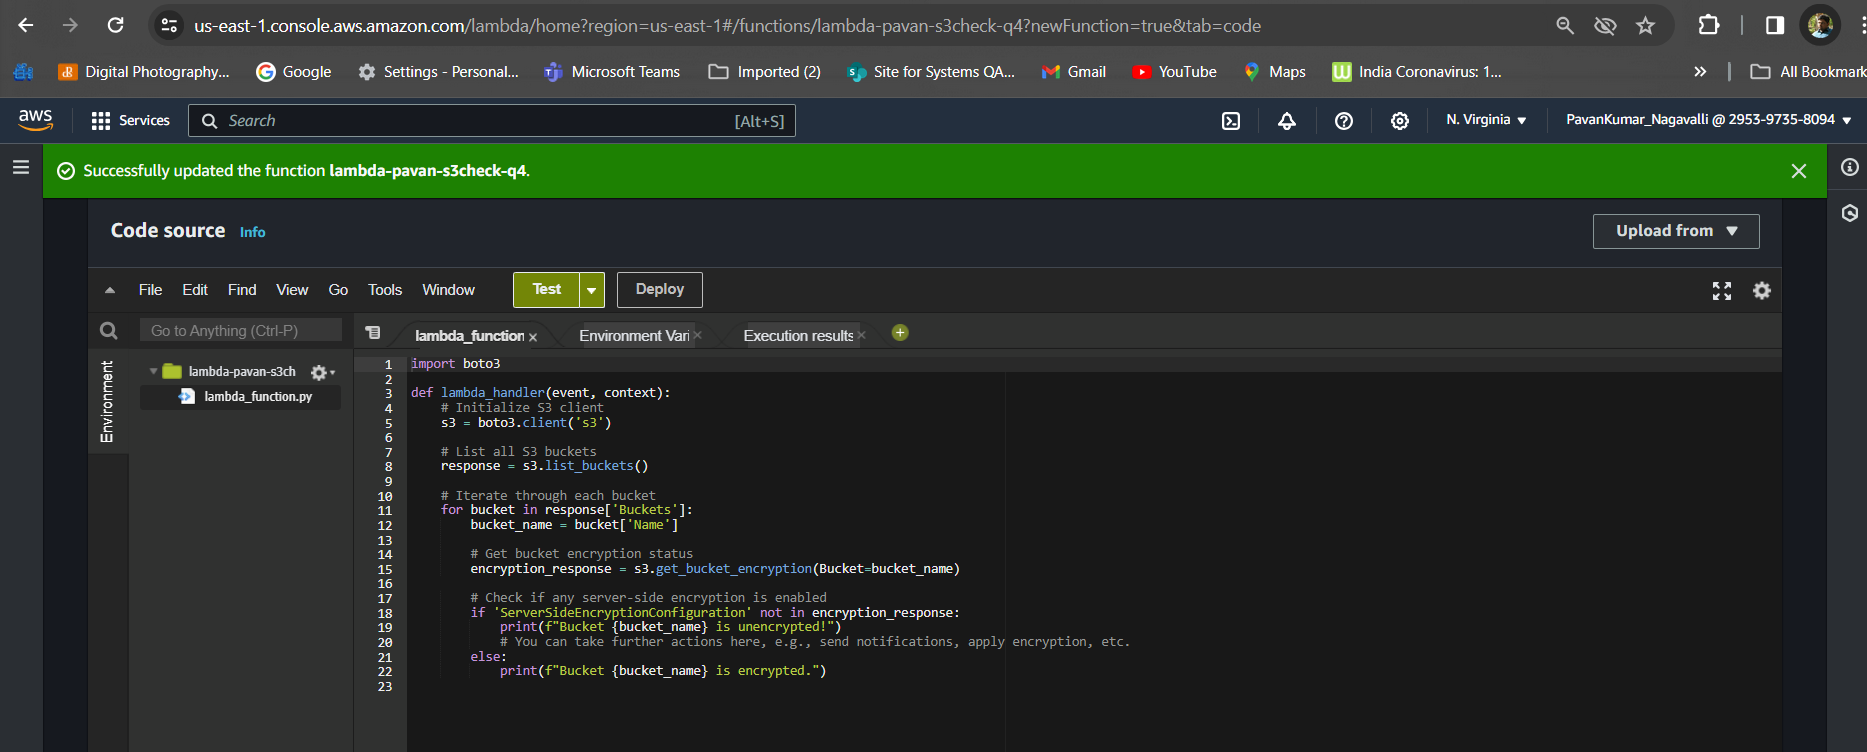 us-east-1.console.aws.amazon.com/lambda/home?region=us-east-1#/functions/lambda-pavan-s3check-q4?newFunction=true&tab=code
Digital Photography... Google Settings - Personal... Microsoft Teams Imported (2) Site for Systems QA... Gmail YouTube Maps India Coronavirus: 1... » All Bookmark
aws Services Search [Alt+S] N. Virginia PavanKumar_Nagavalli @ 2953-9735-8094
Successfully updated the function lambda-pavan-s3check-q4.
Code source Info Upload from
File Edit Find View Go Tools Window Test Deploy
Go to Anything (Ctrl-P) lambda_function Environment Vari Execution results
Environment
lambda-pavan-s3ch
lambda_function.py
1 import boto3
2
3 def lambda_handler(event, context):
4 # Initialize S3 client
5 s3 = boto3.client('s3')
6
7 # List all S3 buckets
8 response = s3.list_buckets()
9
10 # Iterate through each bucket
11 for bucket in response['Buckets']:
12 bucket_name = bucket['Name']
13
14 # Get bucket encryption status
15 encryption_response = s3.get_bucket_encryption(Bucket=bucket_name)
16
17 # Check if any server-side encryption is enabled
18 if 'ServerSideEncryptionConfiguration' not in encryption_response:
19 print(f"Bucket {bucket_name} is unencrypted!")
20 # You can take further actions here, e.g., send notifications, apply encryption, etc.
21 else:
22 print(f"Bucket {bucket_name} is encrypted.")
23